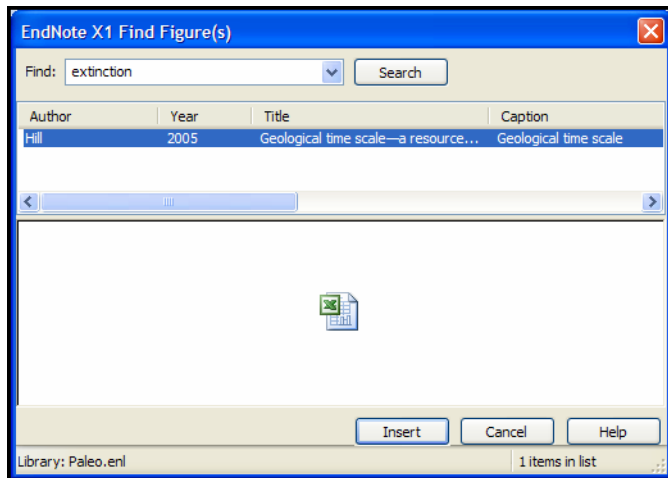 EndNote X1 Find Figure(s)
Find: extinction Search
Author Year Title Caption
Hill 2005 Geological time scale—a resource... Geological time scale
Insert Cancel Help
Library: Paleo.enl 1 items in list